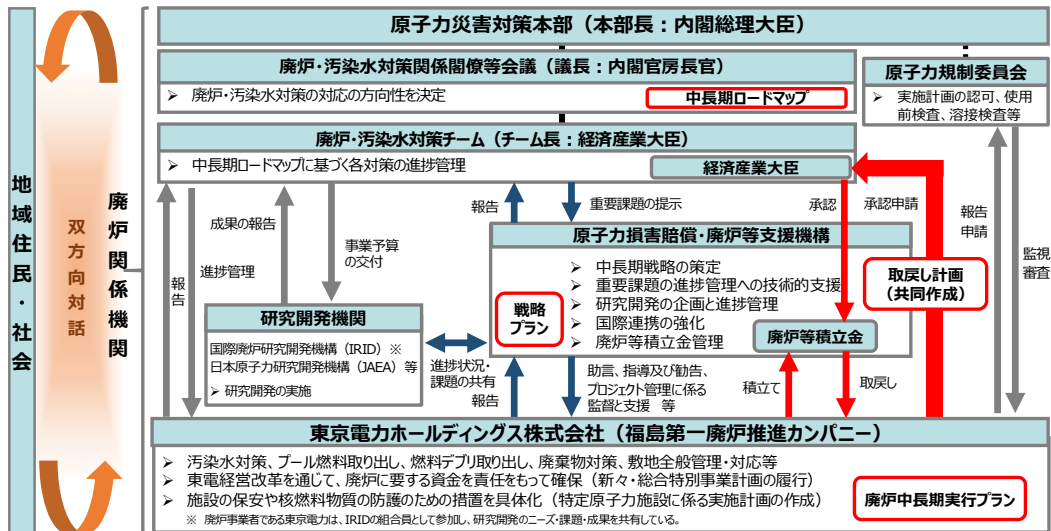 原子力災害対策本部（本部長：内閣総理大臣）
廃炉・汚染水対策関係閣僚等会議（議長：内閣官房長官）
➢ 廃炉・汚染水対策の対応の方向性を決定
中長期ロードマップ
原子力規制委員会
➢ 実施計画の認可、使用
前検査、溶接検査等
廃炉・汚染水対策チーム（チーム長：経済産業大臣）
➢ 中長期ロードマップに基づく各対策の進捗管理
経済産業大臣
地域住民・社会
双方向対話
廃炉関係機関
報告
進捗管理
成果の報告
事業予算
の交付
報告
重要課題の提示
承認
承認申請
報告
申請
監視
審査
原子力損害賠償・廃炉等支援機構
➢ 中長期戦略の策定
➢ 重要課題の進捗管理への技術的支援
➢ 研究開発の企画と進捗管理
➢ 国際連携の強化
➢ 廃炉等積立金管理
戦略
プラン
廃炉等積立金
取戻し計画
（共同作成）
研究開発機関
国際廃炉研究開発機構（IRID）※
日本原子力研究開発機構（JAEA）等
➢ 研究開発の実施
進捗状況・
課題の共有
報告
助言、指導及び勧告、
プロジェクト管理に係る
監督と支援 等
積立て
取戻し
東京電力ホールディングス株式会社（福島第一廃炉推進カンパニー）
➢ 汚染水対策、プール燃料取り出し、燃料デブリ取り出し、廃棄物対策、敷地全般管理・対応等
➢ 東電経営改革を通じて、廃炉に要する資金を責任をもって確保（新々・総合特別事業計画の履行）
➢ 施設の保安や核燃料物質の防護のための措置を具体化（特定原子力施設に係る実施計画の作成）
※ 廃炉事業者である東京電力は、IRIDの組合員として参加し、研究開発のニーズ・課題・成果を共有している。
廃炉中長期実行プラン